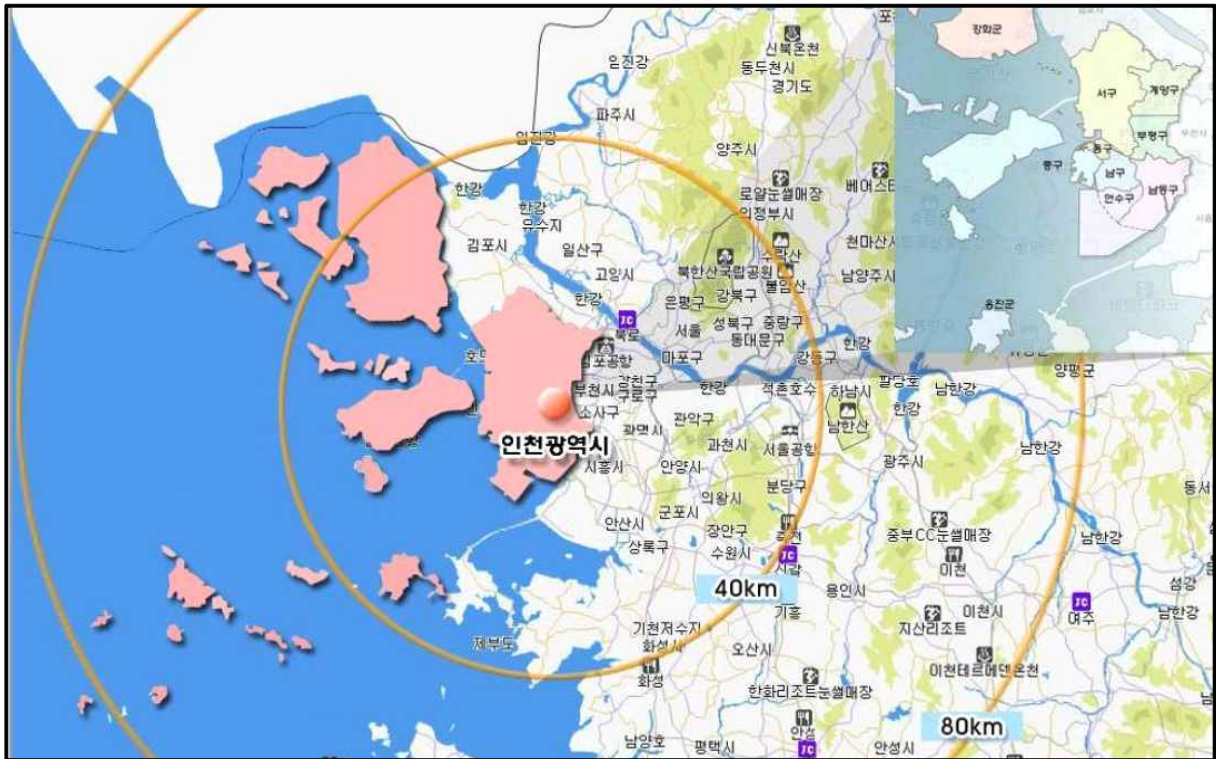 포
신북온천
동두천시
경기도
임진강
파주시
임진강
양주시
한강
로얄눈썰매장
의정부시
베어스타
한강
유수지
김포시
일산구
고양시
수락산
천마산
북한산국립공원
불암산
남양주시
한강
은평구
강북구
서울
성북구
중랑구
동대문구
한강
JC
김포공항
마포구
강동구
양평군
한강
석촌호수
하남시
팔당호
남한강
부천시
구로구
소사구
한강
남한산
관악구
광명시
과천시
서울공항
인천광역시
남한강
시흥시
안양시
광주시
분당구
동서
의왕시
군포시
안산시
장안구
중부CC눈썰매장
상록구
수원시
남한강
JC
이천
섬강
40km
용인시
JC
기흥
이천시
여주
남한강
지산리조트
기천저수지
제부도
화성시
오산시
이천테르메덴온천
화성
한화리조트눈썰매장
남
안성
80km
남양호
평택시
JC
안성시
강화군
서구
계양구
부평구
동구
중구
남구
연수구
남동구
옹진군